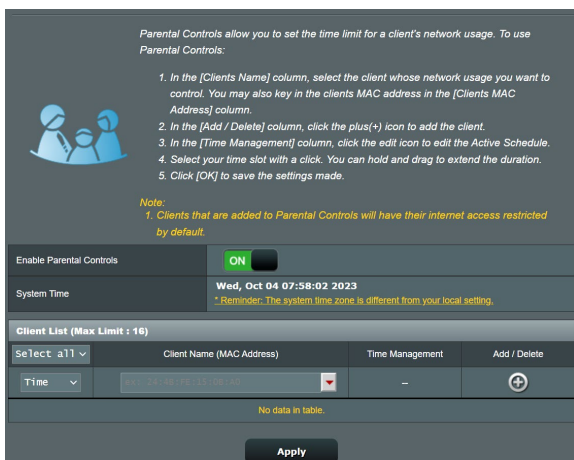 Parental Controls allow you to set the time limit for a client's network usage. To use
Parental Controls:
1. In the [Clients Name] column, select the client whose network usage you want to
control. You may also key in the clients MAC address in the [Clients MAC
Address] column.
2. In the [Add / Delete] column, click the plus(+) icon to add the client.
3. In the [Time Management] column, click the edit icon to edit the Active Schedule.
4. Select your time slot with a click. You can hold and drag to extend the duration.
5. Click [OK] to save the settings made.
Note:
1. Clients that are added to Parental Controls will have their internet access restricted
by default.
Enable Parental Controls ON
System Time Wed, Oct 04 07:58:02 2023
* Reminder: The system time zone is different from your local setting.
Client List (Max Limit : 16)
Select all Client Name (MAC Address) Time Management Add / Delete
Time --
No data in table.
Apply